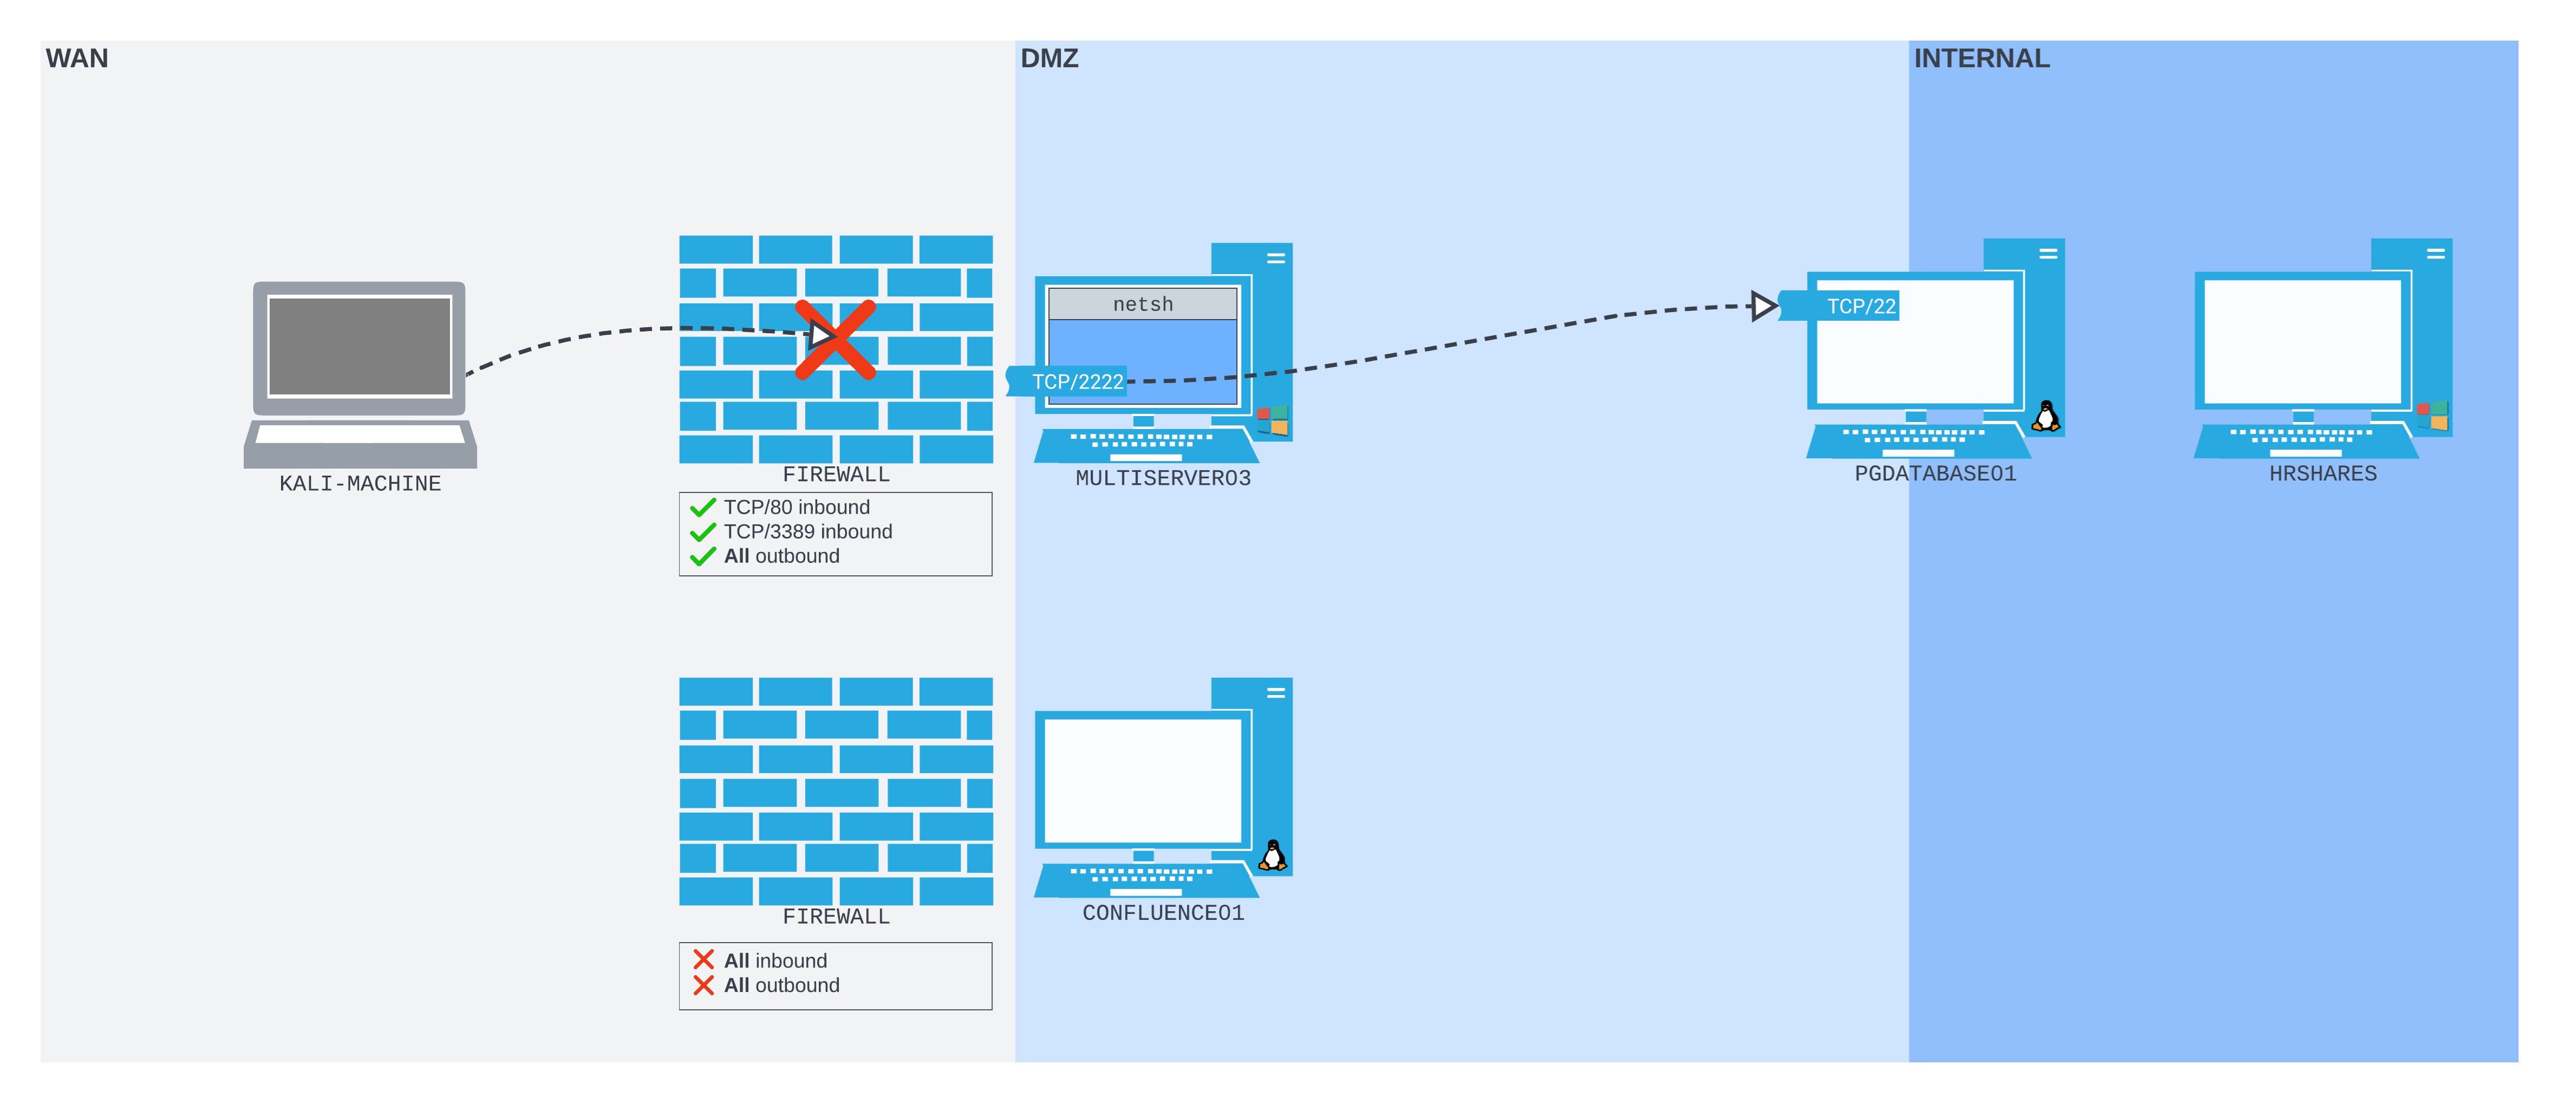 WAN
DMZ
INTERNAL
netsh
TCP/2222
TCP/22
KALI-MACHINE
FIREWALL
MULTISERVER03
PGDATABASE01
HRSHARES
TCP/80 inbound
TCP/3389 inbound
All outbound
FIREWALL
CONFLUENCE01
All inbound
All outbound